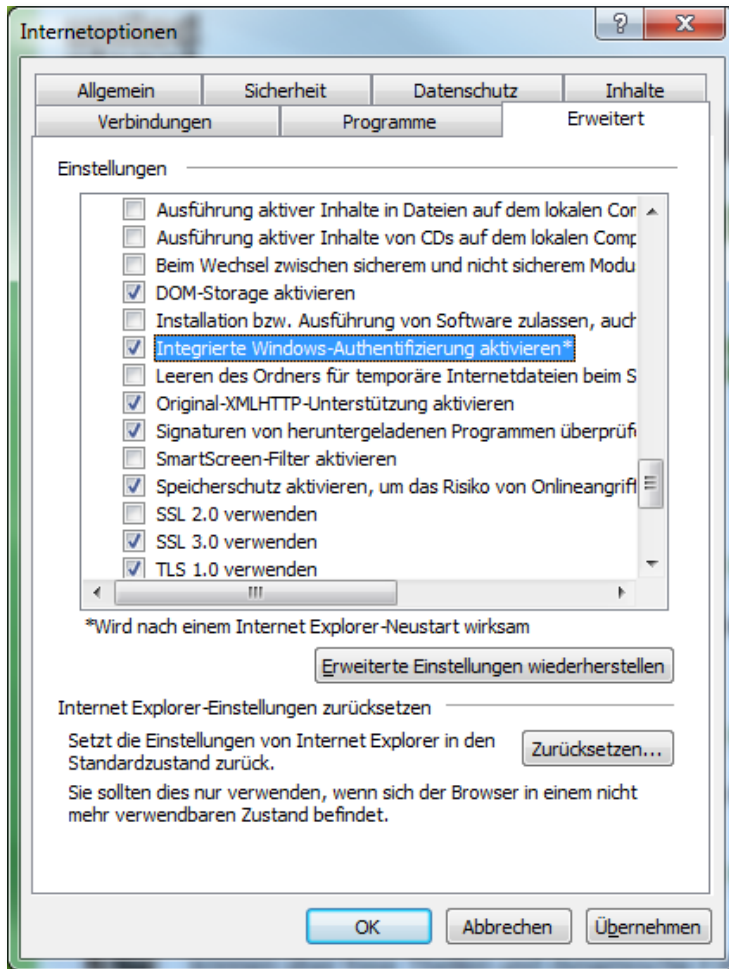 Internetoptionen
Allgemein Sicherheit Datenschutz Inhalte
Verbindungen Programme Erweitert
Einstellungen
Ausführung aktiver Inhalte in Dateien auf dem lokalen Con
Ausführung aktiver Inhalte von CDs auf dem lokalen Comp
Beim Wechsel zwischen sicherem und nicht sicherem Modu
DOM-Storage aktivieren
Installation bzw. Ausführung von Software zulassen, auch
Integrierte Windows-Authentifizierung aktivieren*
Leeren des Ordners für temporäre Internetdateien beim S
Original-XMLHTTP-Unterstützung aktivieren
Signaturen von heruntergeladenen Programmen überprüfe
SmartScreen-Filter aktivieren
Speicherschutz aktivieren, um das Risiko von Onlineangriff
SSL 2.0 verwenden
SSL 3.0 verwenden
TLS 1.0 verwenden
*Wird nach einem Internet Explorer-Neustart wirksam
Erweiterte Einstellungen wiederherstellen
Internet Explorer-Einstellungen zurücksetzen
Setzt die Einstellungen von Internet Explorer in den
Standardzustand zurück.
Zurücksetzen...
Sie sollten dies nur verwenden, wenn sich der Browser in einem nicht
mehr verwendbaren Zustand befindet.
OK Abbrechen Übernehmen